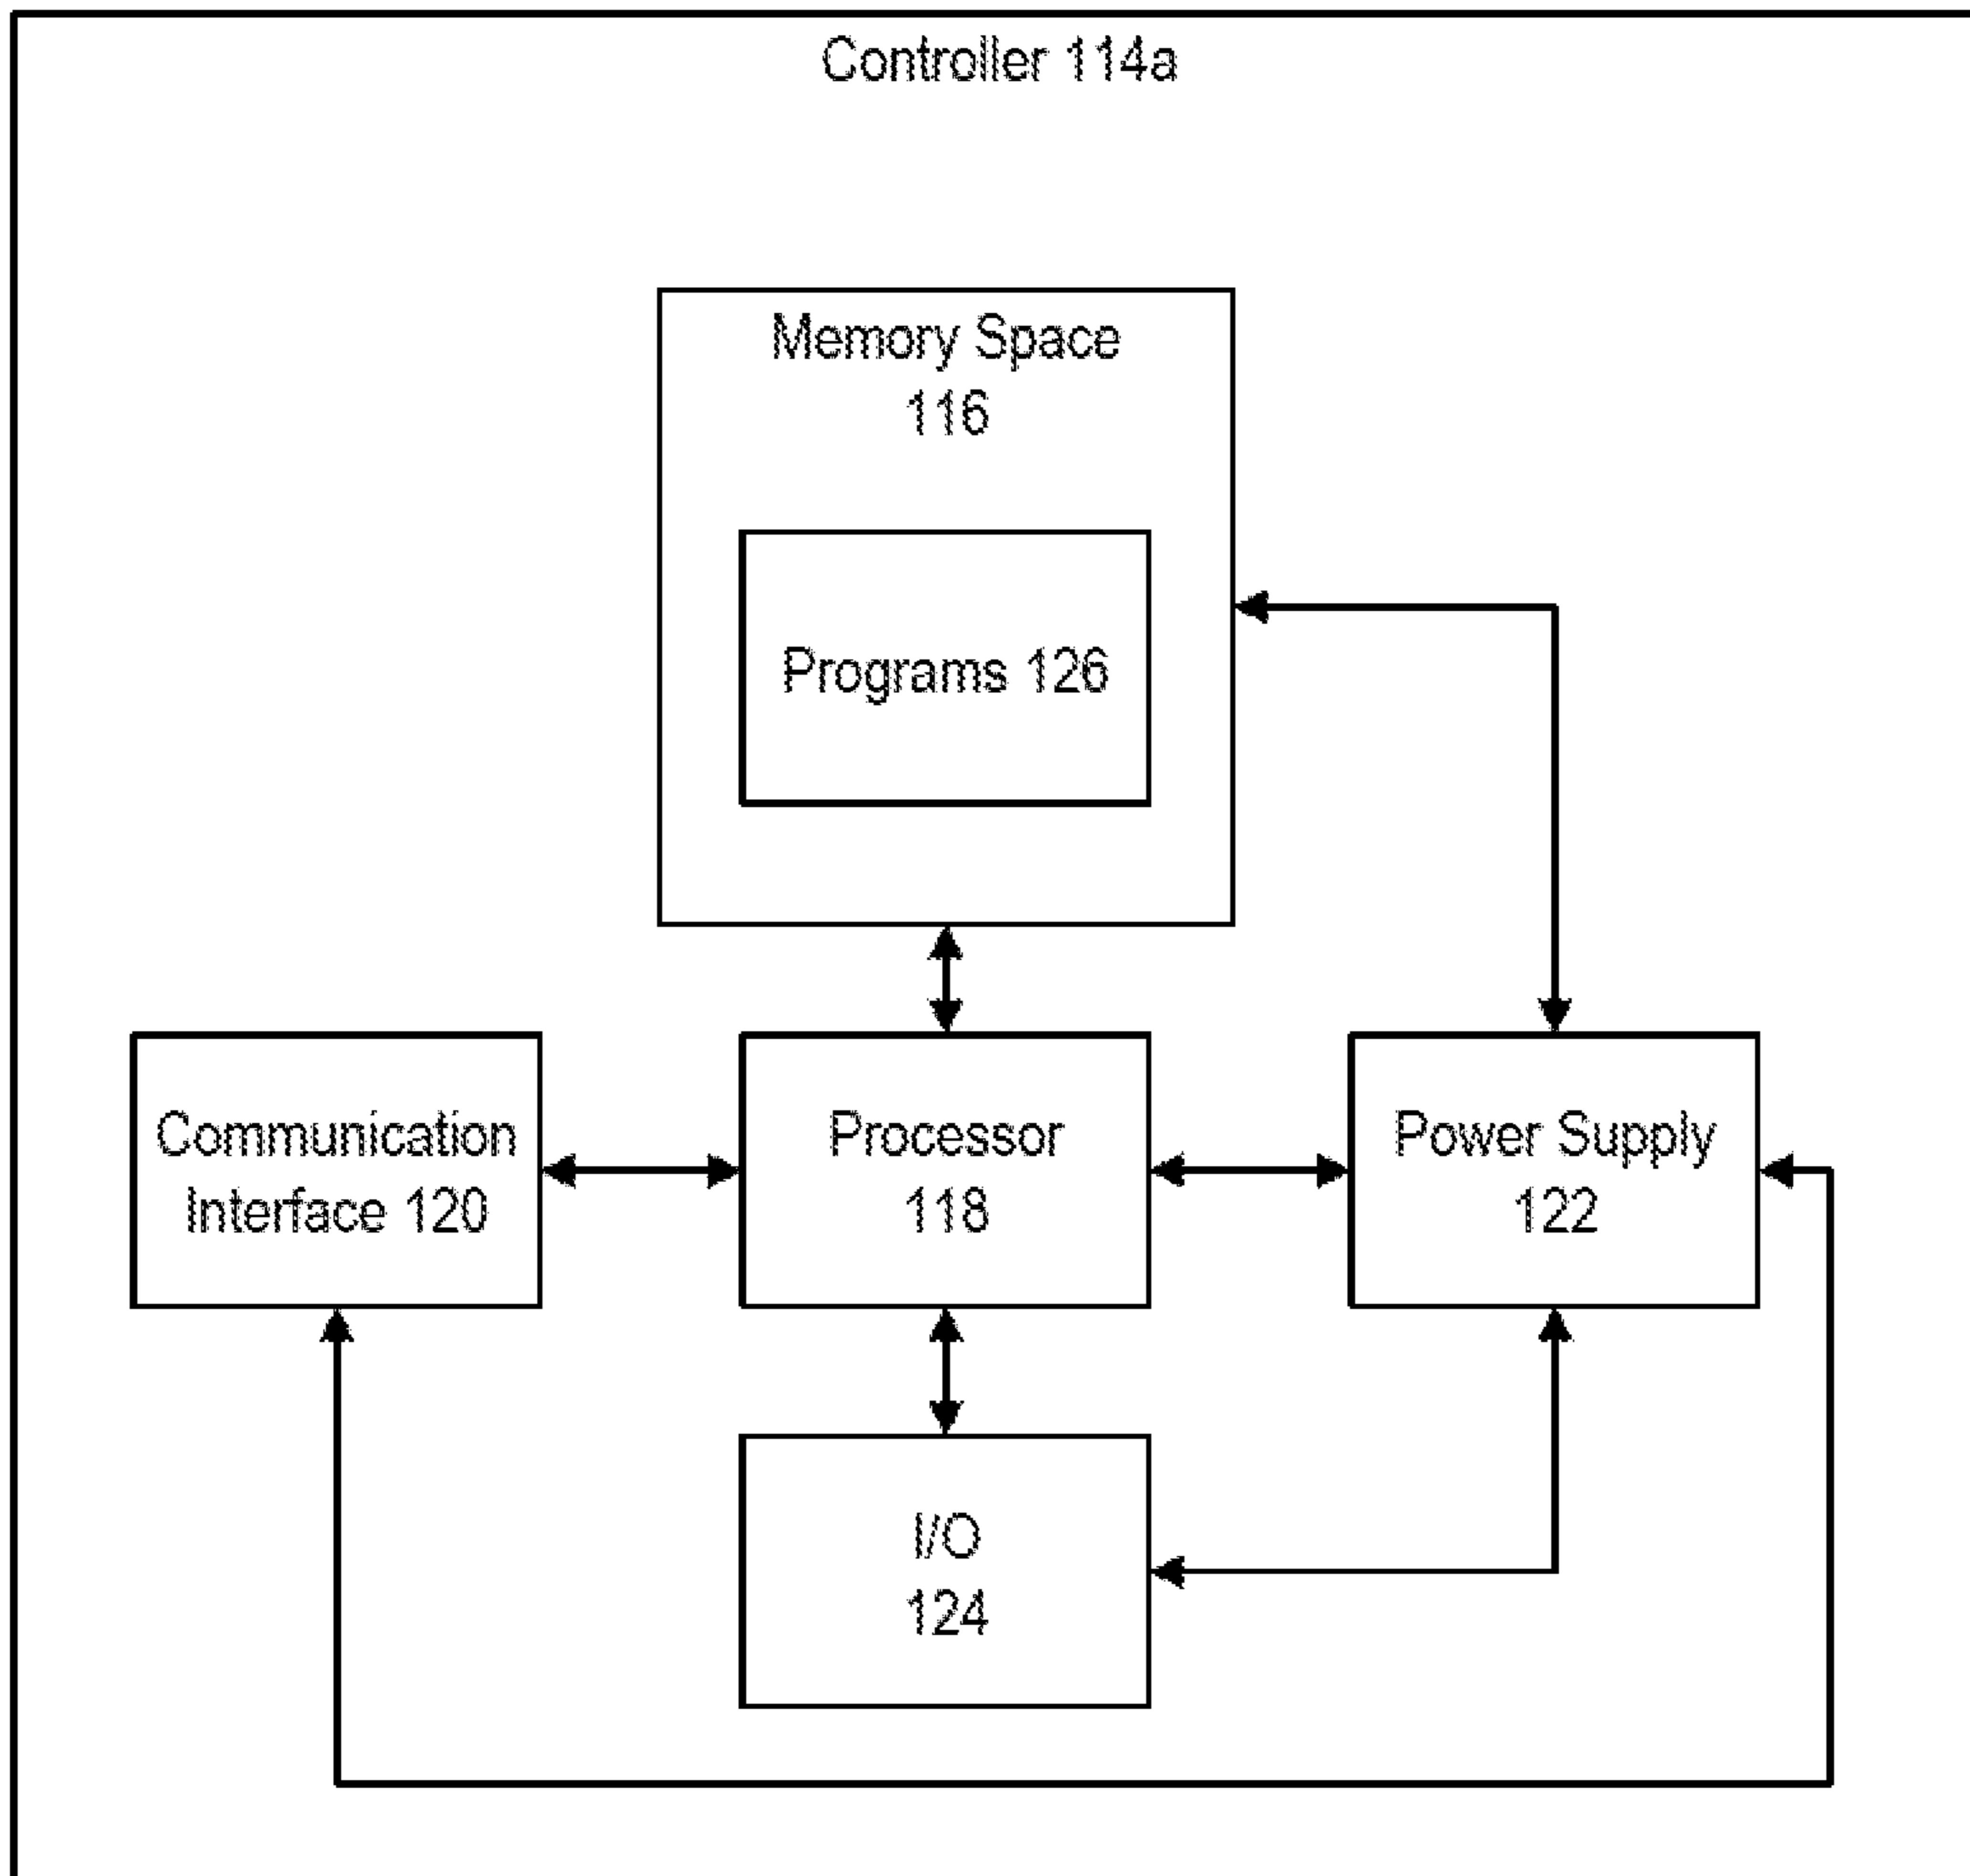 Controller 114a
Memory Space
116
Programs 126
Communication
Interface 120
Processor
118
Power Supply
122
I/O
124